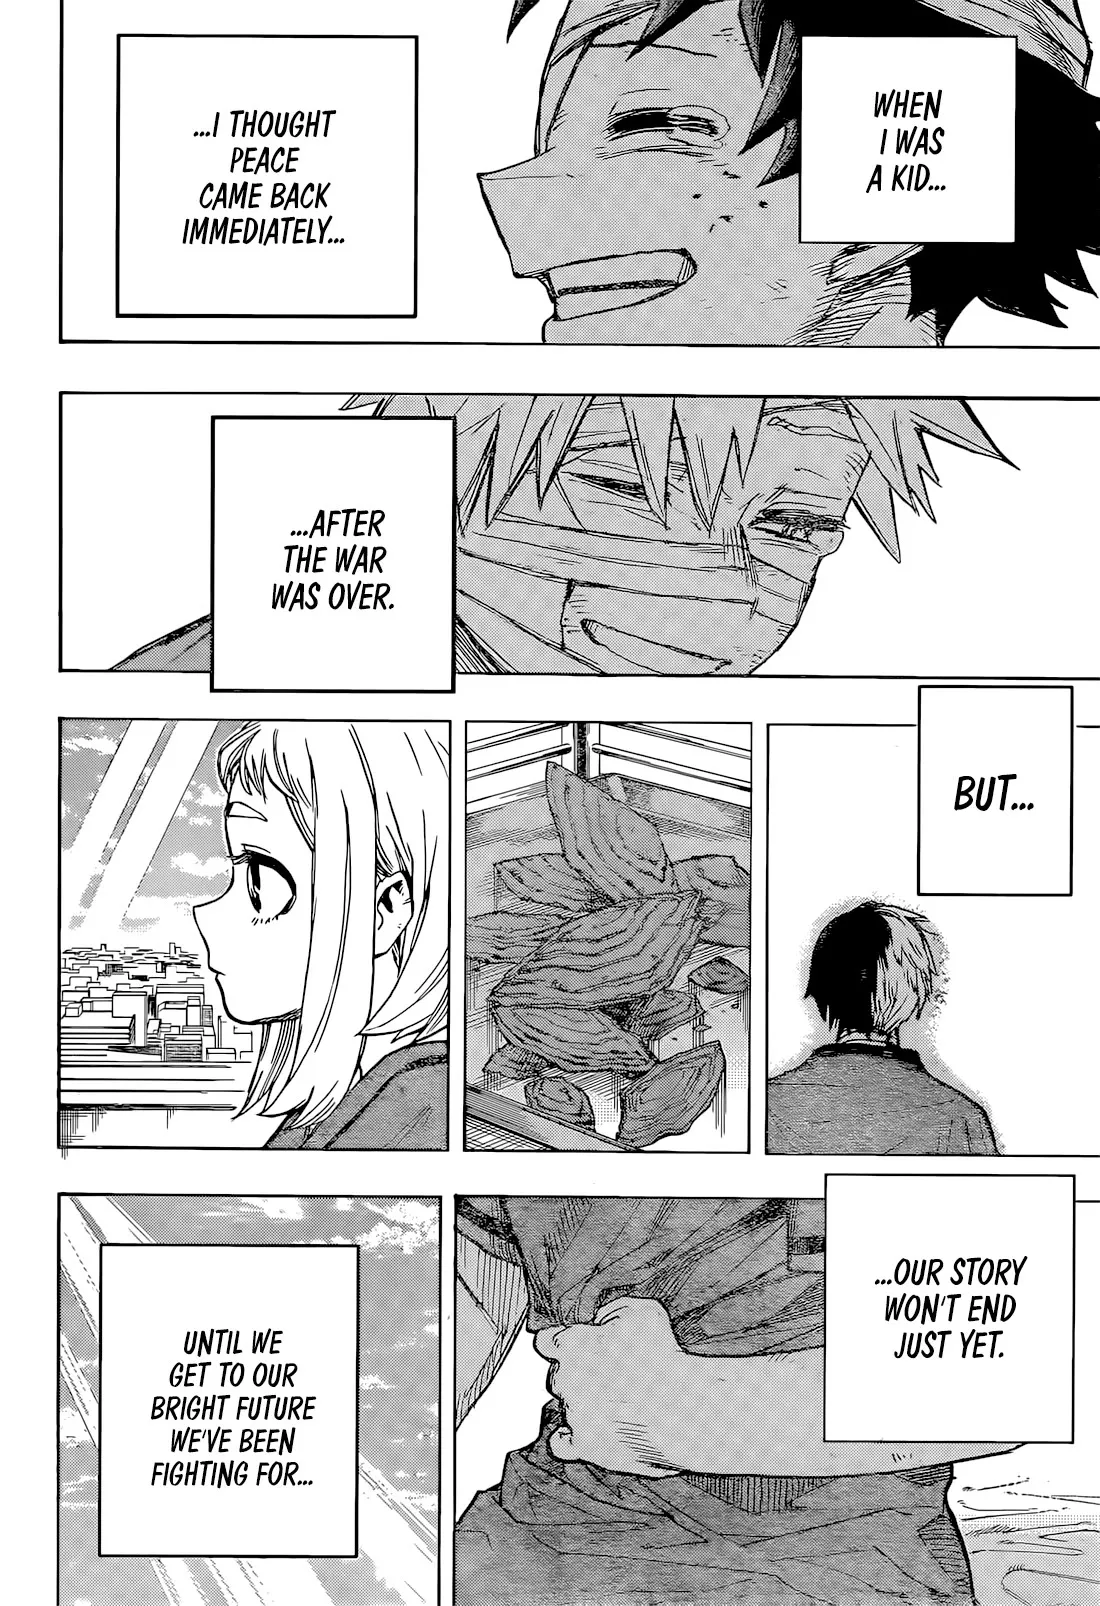 WHEN
I WAS
A KID...
...I THOUGHT
PEACE
CAME BACK
IMMEDIATELY...
...AFTER
THE WAR
WAS OVER.
BUT...
...OUR STORY
WON'T END
JUST YET.
UNTIL WE
GET TO OUR
BRIGHT FUTURE
WE'VE BEEN
FIGHTING FOR...